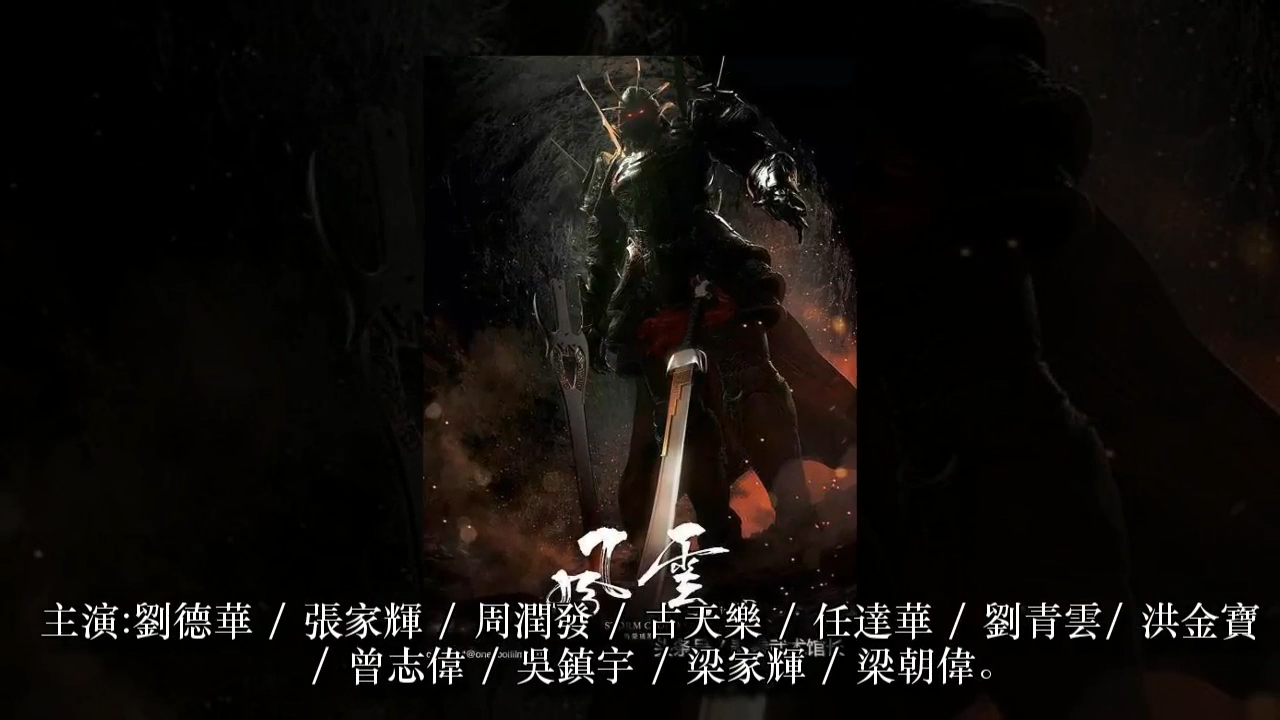 風雲
主演:劉德華 / 張家輝 / 周潤發 / 古天樂 / 任達華 / 劉青雲/ 洪金寶
/ 曾志偉 / 吳鎮宇 / 梁家輝 / 梁朝偉。